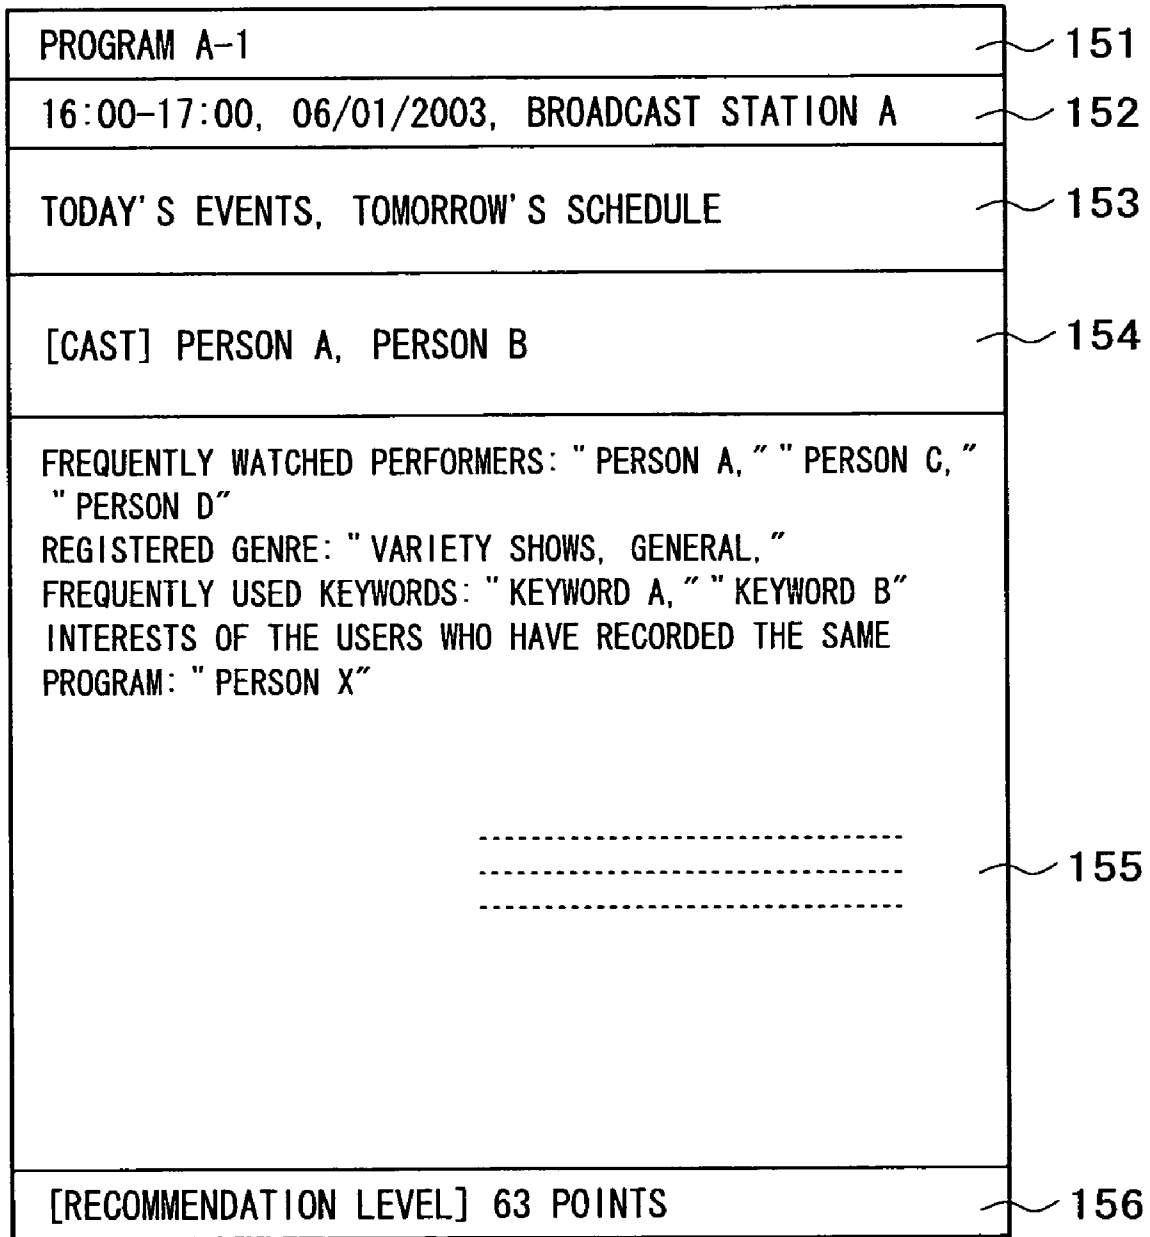 PROGRAM A-1
151
16:00-17:00, 06/01/2003, BROADCAST STATION A
152
TODAY'S EVENTS, TOMORROW'S SCHEDULE
153
[CAST] PERSON A, PERSON B
154
FREQUENTLY WATCHED PERFORMERS: "PERSON A," "PERSON C,"
"PERSON D"
REGISTERED GENRE: "VARIETY SHOWS, GENERAL,"
FREQUENTLY USED KEYWORDS: "KEYWORD A," "KEYWORD B"
INTERESTS OF THE USERS WHO HAVE RECORDED THE SAME
PROGRAM: "PERSON X"
155
[RECOMMENDATION LEVEL] 63 POINTS
156